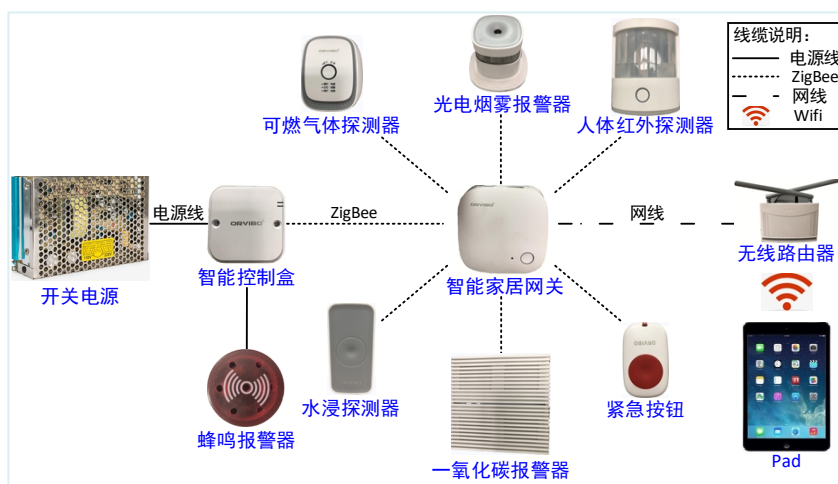 线缆说明：
电源线
ZigBee
网线
Wifi
ORVIBO
可燃气体探测器
光电烟雾报警器
人体红外探测器
电源线
ORVIBO
ZigBee
ORVIBO
网线
开关电源
智能控制盒
智能家居网关
无线路由器
蜂鸣报警器
水浸探测器
一氧化碳报警器
ORVIBO
紧急按钮
Pad